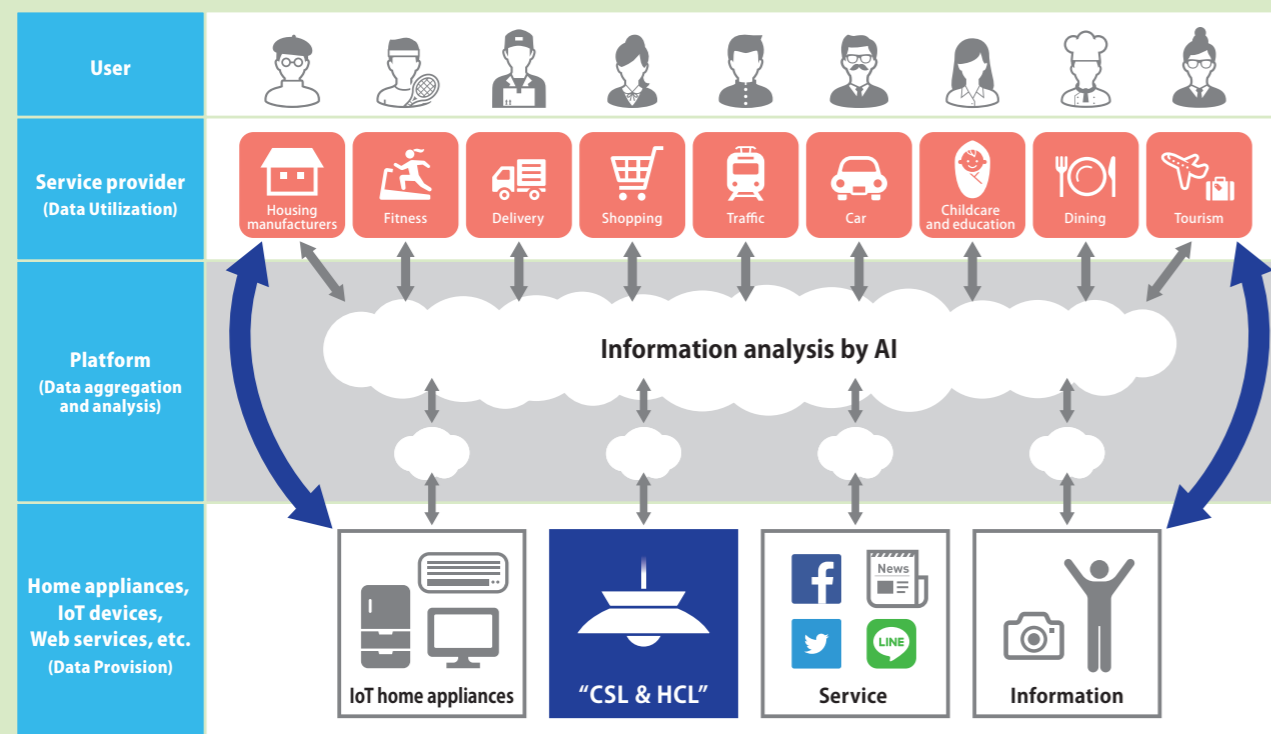 User
Service provider
(Data Utilization)
Housing
manufacturers
Fitness
Delivery
Shopping
Traffic
Car
Childcare
and education
Dining
Tourism
Platform
(Data aggregation
and analysis)
Information analysis by AI
Home appliances,
IoT devices,
Web services, etc.
(Data Provision)
IoT home appliances
“CSL & HCL”
f
News
LINE
Service
Information